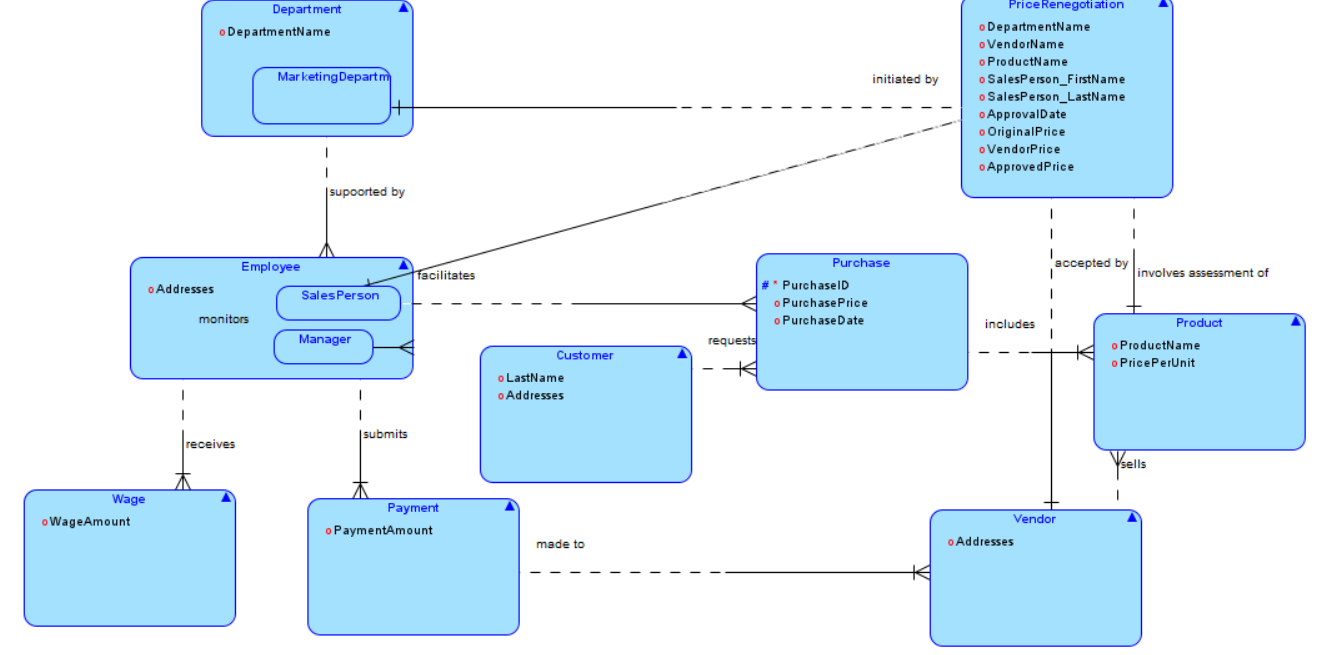 Department
o DepartmentName
MarketingDepartm
PriceRenegotiation
o DepartmentName
o VendorName
o ProductName
o SalesPerson_FirstName
o SalesPerson_LastName
o ApprovalDate
o OriginalPrice
o VendorPrice
o ApprovedPrice
initiated by
supoorted by
Employee
o Addresses
SalesPerson
monitors
Manager
facilitates
Purchase
# * PurchaseID
o PurchasePrice
o PurchaseDate
accepted by
involves assessment of
requests
includes
Customer
o LastName
o Addresses
Product
o ProductName
o PricePerUnit
receives
submits
sells
Wage
o WageAmount
Payment
o PaymentAmount
made to
Vendor
o Addresses